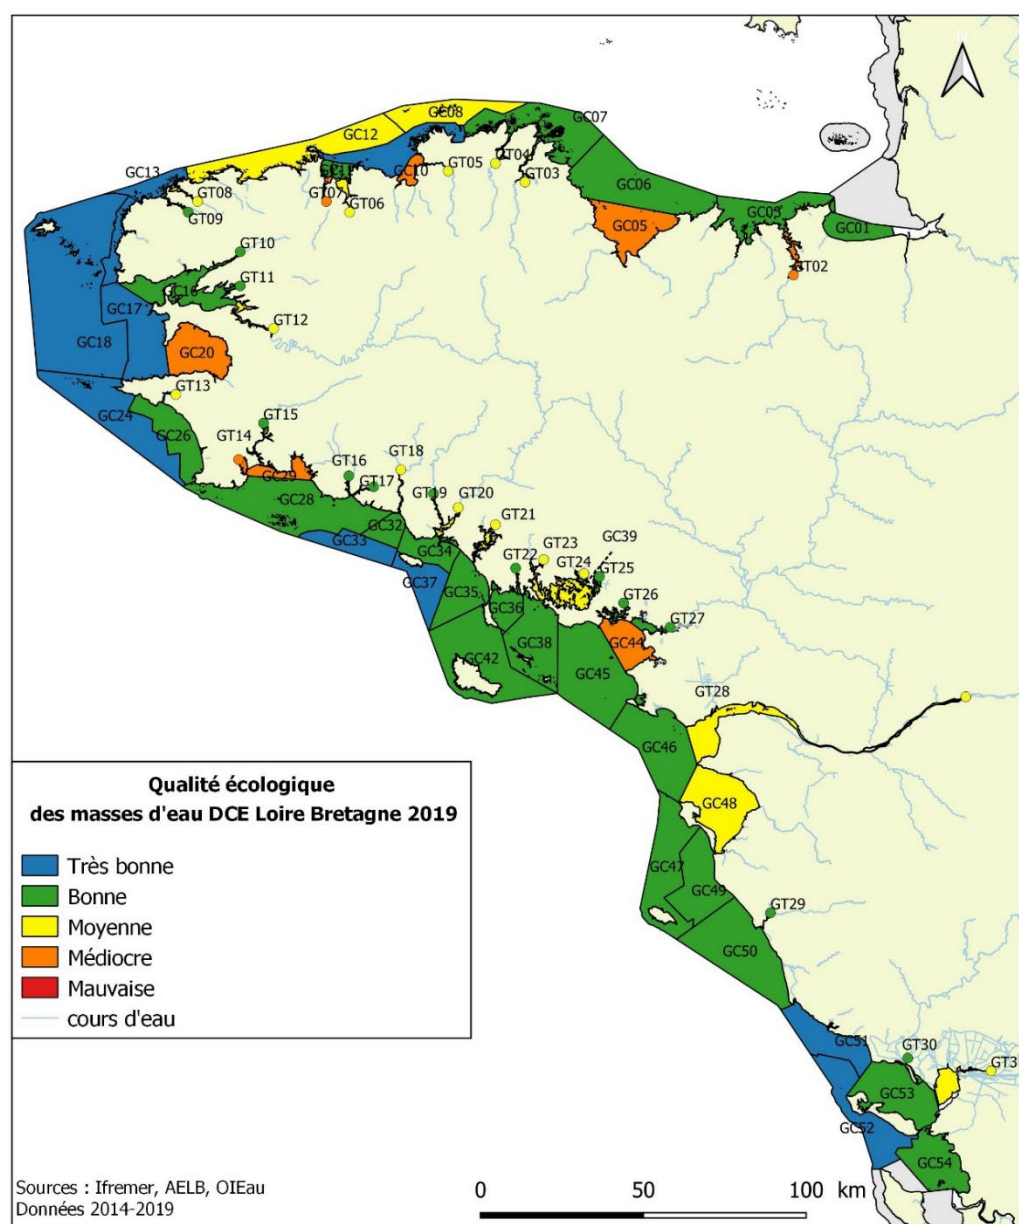 N
GC08
GC12
GC07
GT04
GC13
GC11
GC10
GT05
GT03
GT08
GT07
GT06
GC06
GT09
GC03
GC05
GC01
GT10
GT02
GT11
GC16
GC17
GT12
GC18
GC20
GT13
GC24
GT15
GC26
GT14
GT18
GT16
GC29
GT17
GT19
GT20
GC28
GT21
GC32
GC33
GC34
GT23
GC39
GT22
GT24
GT25
GC37
GC35
GC36
GT26
GT27
GC42
GC38
GC44
GC45
GT28
GC46
GC48
GC47
GC49
GT29
GC50
GC51
GT30
GT3
GC53
GC52
GC54
Qualité écologique
des masses d'eau DCE Loire Bretagne 2019
Très bonne
Bonne
Moyenne
Médiocre
Mauvaise
cours d'eau
Sources : Ifremer, AELB, OIEau
Données 2014-2019
0 50 100 km